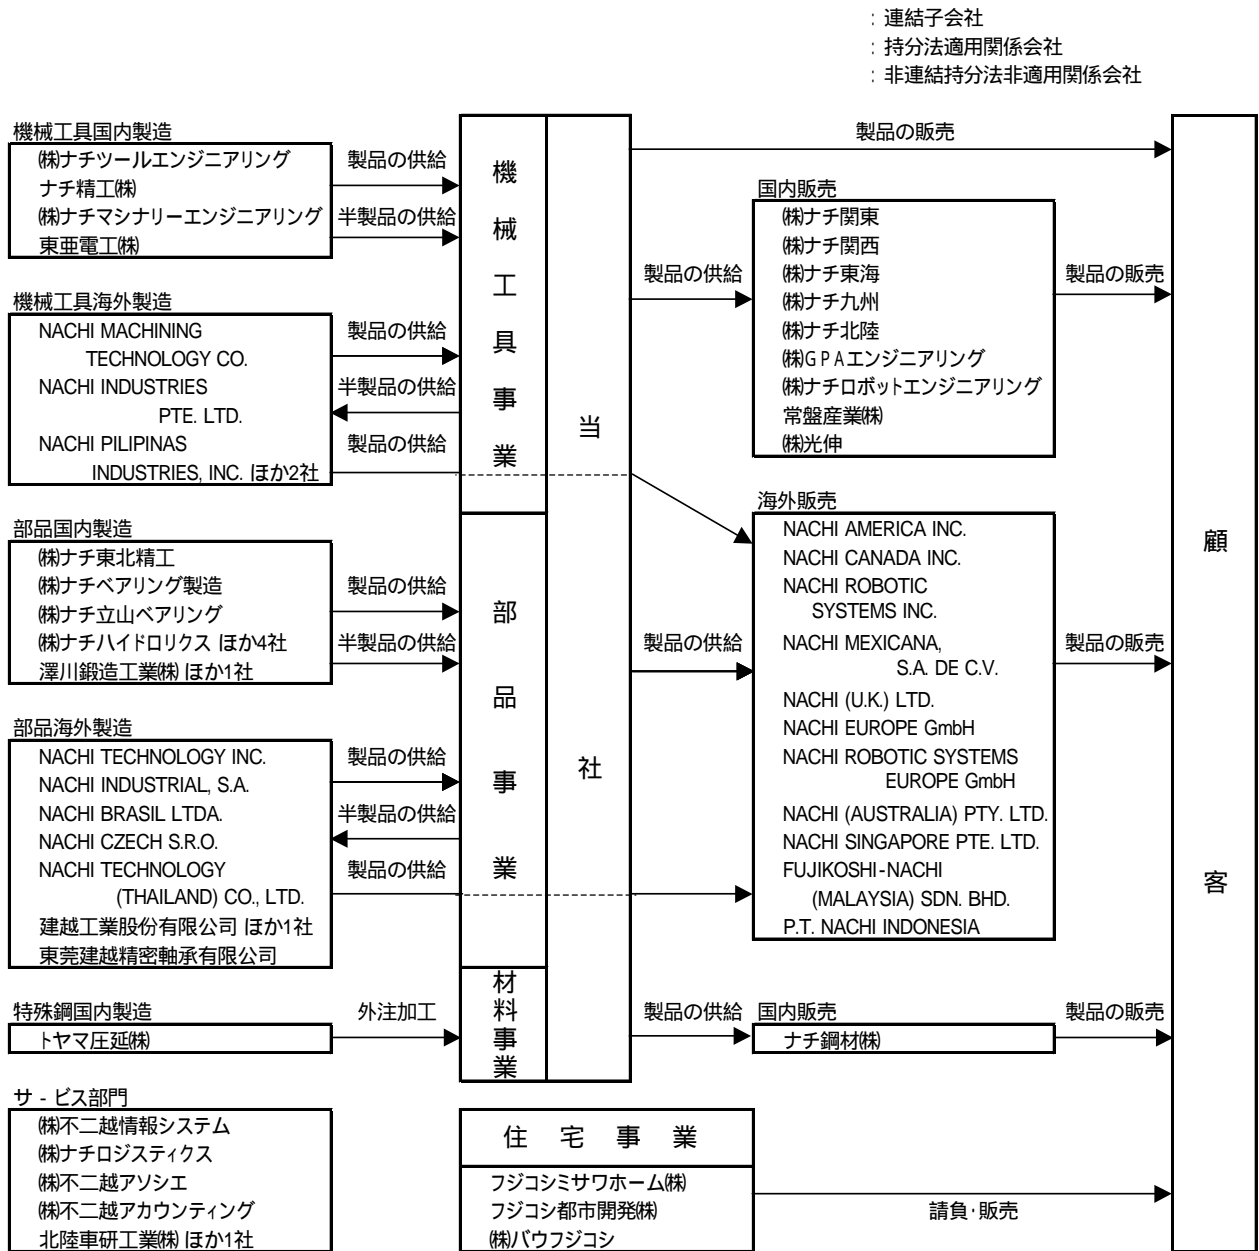 : 連結子会社
: 持分法適用関係会社
: 非連結持分法非適用関係会社
機械工具国内製造
㈱ナチツールエンジニアリング
ナチ精工㈱
㈱ナチマシナリーエンジニアリング
東亜電工㈱
製品の供給
半製品の供給
機械工具海外製造
NACHI MACHINING
TECHNOLOGY CO.
NACHI INDUSTRIES
PTE. LTD.
NACHI PILIPINAS
INDUSTRIES, INC. ほか2社
製品の供給
半製品の供給
製品の供給
部品国内製造
㈱ナチ東北精工
㈱ナチベアリング製造
㈱ナチ立山ベアリング
㈱ナチハイドロリクス ほか4社
澤川鍛造工業㈱ ほか1社
製品の供給
半製品の供給
部品海外製造
NACHI TECHNOLOGY INC.
NACHI INDUSTRIAL, S.A.
NACHI BRASIL LTDA.
NACHI CZECH S.R.O.
NACHI TECHNOLOGY
(THAILAND) CO., LTD.
建越工業股份有限公司 ほか1社
東莞建越精密軸承有限公司
製品の供給
半製品の供給
製品の供給
特殊鋼国内製造
トヤマ圧延㈱
外注加工
サ - ビス部門
㈱不二越情報システム
㈱ナチロジスティクス
㈱不二越アソシエ
㈱不二越アカウンティング
北陸車研工業㈱ ほか1社
機械工具事業
部品事業
材料事業
当社
製品の販売
製品の供給
国内販売
㈱ナチ関東
㈱ナチ関西
㈱ナチ東海
㈱ナチ九州
㈱ナチ北陸
㈱GPAエンジニアリング
㈱ナチロボットエンジニアリング
常盤産業㈱
㈱光伸
製品の販売
製品の供給
海外販売
NACHI AMERICA INC.
NACHI CANADA INC.
NACHI ROBOTIC
SYSTEMS INC.
NACHI MEXICANA,
S.A. DE C.V.
NACHI (U.K.) LTD.
NACHI EUROPE GmbH
NACHI ROBOTIC SYSTEMS
EUROPE GmbH
NACHI (AUSTRALIA) PTY. LTD.
NACHI SINGAPORE PTE. LTD.
FUJIKOSHI-NACHI
(MALAYSIA) SDN. BHD.
P.T. NACHI INDONESIA
製品の販売
製品の供給
国内販売
ナチ鋼材㈱
製品の販売
住宅事業
フジコシミサワホーム㈱
フジコシ都市開発㈱
㈱バウフジコシ
請負・販売
顧客